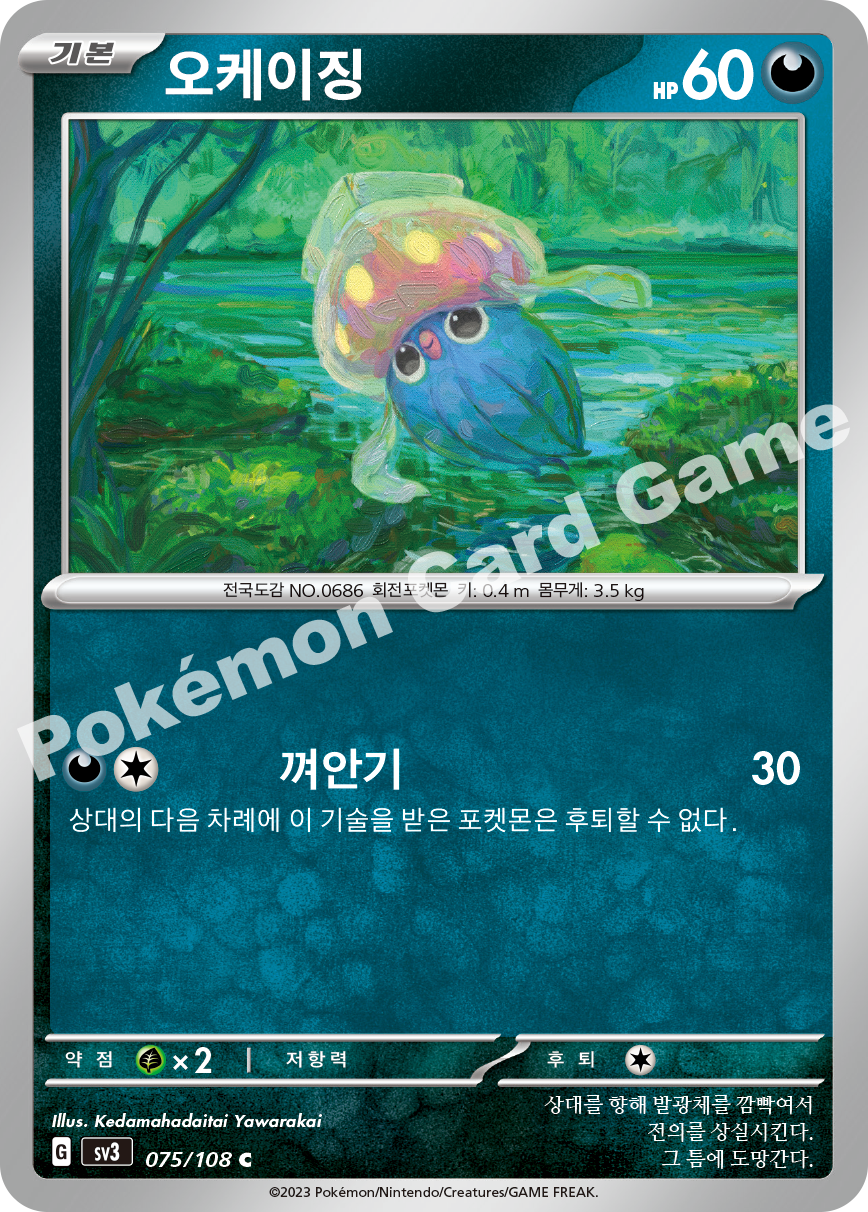 기본
오케이징
HP 60
전국도감 NO.0686 회전포켓몬 키: 0.4 m 몸무게: 3.5 kg
Pokémon Card Game
껴안기 30
상대의 다음 차례에 이 기술을 받은 포켓몬은 후퇴할 수 없다.
약점 ×2 | 저항력 후퇴
상대를 향해 발광체를 깜빡여서
전의를 상실시킨다.
그 틈에 도망간다.
Illus. Kedamahadaitai Yawarakai
G sv3 075/108 C
©2023 Pokémon/Nintendo/Creatures/GAME FREAK.